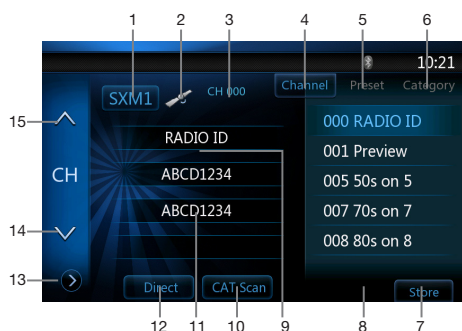 1 2 3 4 5 6
10:21
SXM1 CH 000 Channel Preset Category
15
000 RADIO ID
RADIO ID
001 Preview
CH
ABCD1234
005 50s on 5
ABCD1234
007 70s on 7
14
008 80s on 8
13
Direct CAT Scan Store
12 11 10 9 8 7